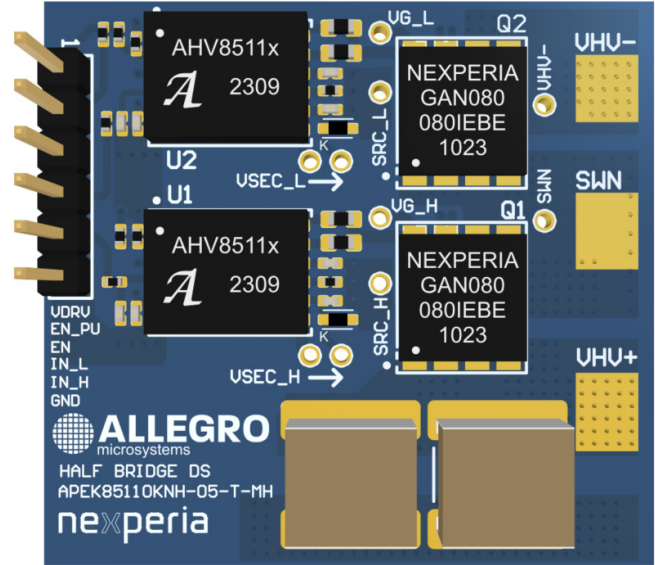 1
AHV8511x
A
2309
U2
VG_L
Q2
NEXPERIA
GAN080
080IEBE
1023
SRC_L
VHV-
VHV-
K
VSEC_L
U1
AHV8511x
A
2309
VG_H
Q1
SWN
SWN
NEXPERIA
GAN080
080IEBE
1023
SRC_H
VHV+
K
VSEC_H
VDRV
EN_PU
EN
IN_L
IN_H
GND
ALLEGRO
microsystems
HALF BRIDGE DS
APEK85110KNH-05-T-MH
nexperia